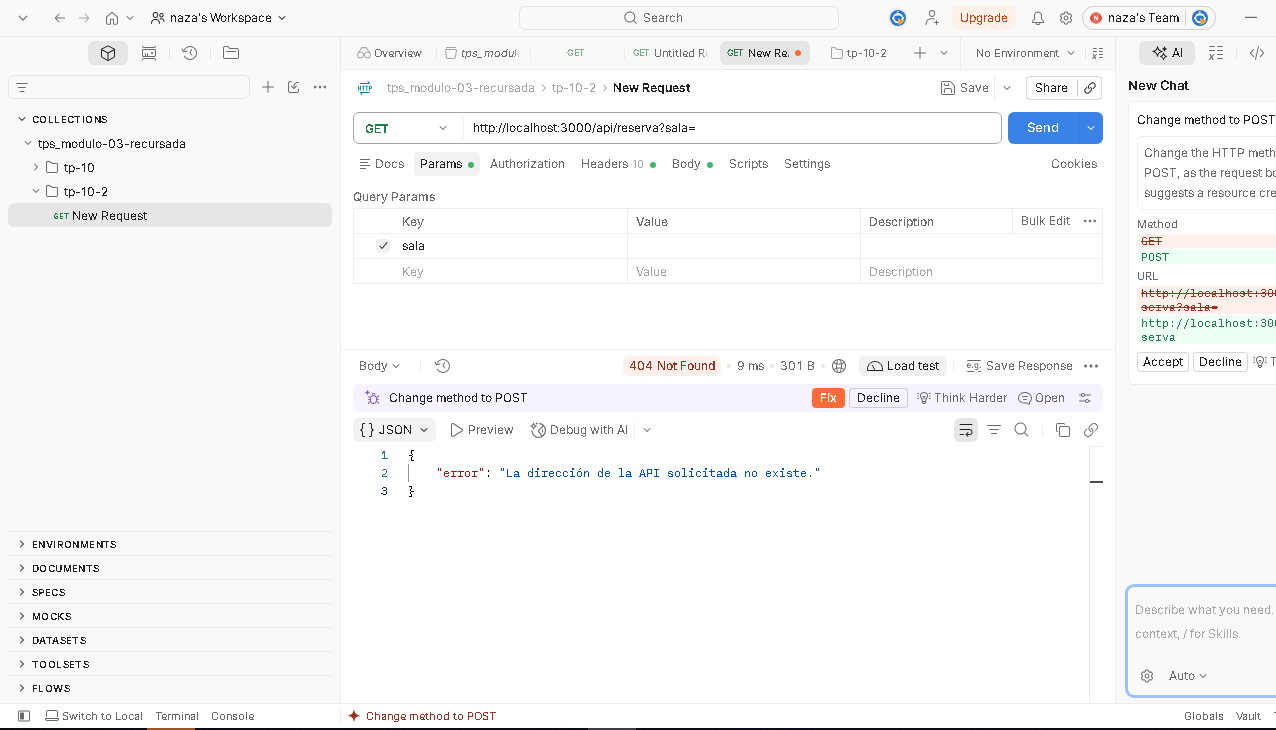 naza's Workspace
Search
Upgrade
naza's Team
Overview
tps_modulo
GET
GET Untitled R
GET New Re.
tp-10-2
No Environment
AI
COLLECTIONS
tps_modulo-03-recursada
tp-10
tp-10-2
GET New Request
ENVIRONMENTS
DOCUMENTS
SPECS
MOCKS
DATASETS
TOOLSETS
FLOWS
HTTP
tps_modulo-03-recursada > tp-10-2 > New Request
Save
Share
GET
http://localhost:3000/api/reserva?sala=
Send
Docs
Params
Authorization
Headers 10
Body
Scripts
Settings
Cookies
Query Params
Key
Value
Description
Bulk Edit
sala
Key
Value
Description
Body
404 Not Found
9 ms
301 B
Load test
e.g. Save Response
Change method to POST
Fix
Decline
Think Harder
Open
{} JSON
Preview
Debug with AI
1 {
2 "error": "La dirección de la API solicitada no existe."
3 }
New Chat
Change method to POST
Change the HTTP meth
POST, as the request bo
suggests a resource cre
Method
GET
POST
URL
http://localhost:300
serva?sala=
http://localhost:300
serva
Accept
Decline
T
Describe what you need.
context, / for Skills.
Auto
Switch to Local
Terminal
Console
Change method to POST
Globals
Vault